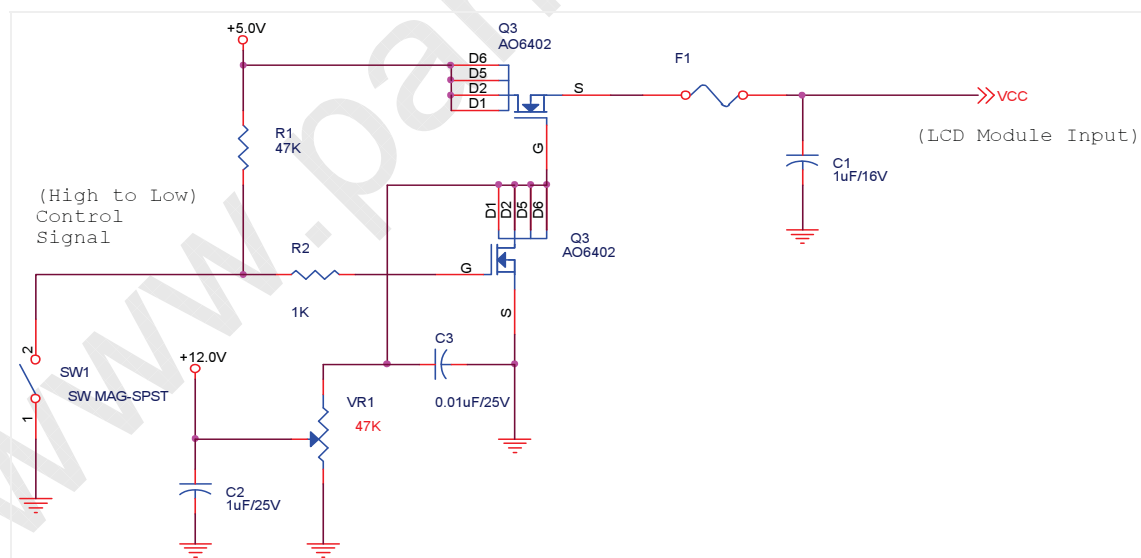 +5.0V
Q3
AO6402
D6
D5
D2
D1
S
F1
VCC
(LCD Module Input)
R1
47K
G
C1
1uF/16V
(High to Low)
Control
Signal
D1
D2
D5
D6
Q3
AO6402
R2
G
1K
S
2
SW1
SW MAG-SPST
1
+12.0V
C3
0.01uF/25V
VR1
47K
C2
1uF/25V
www.pan